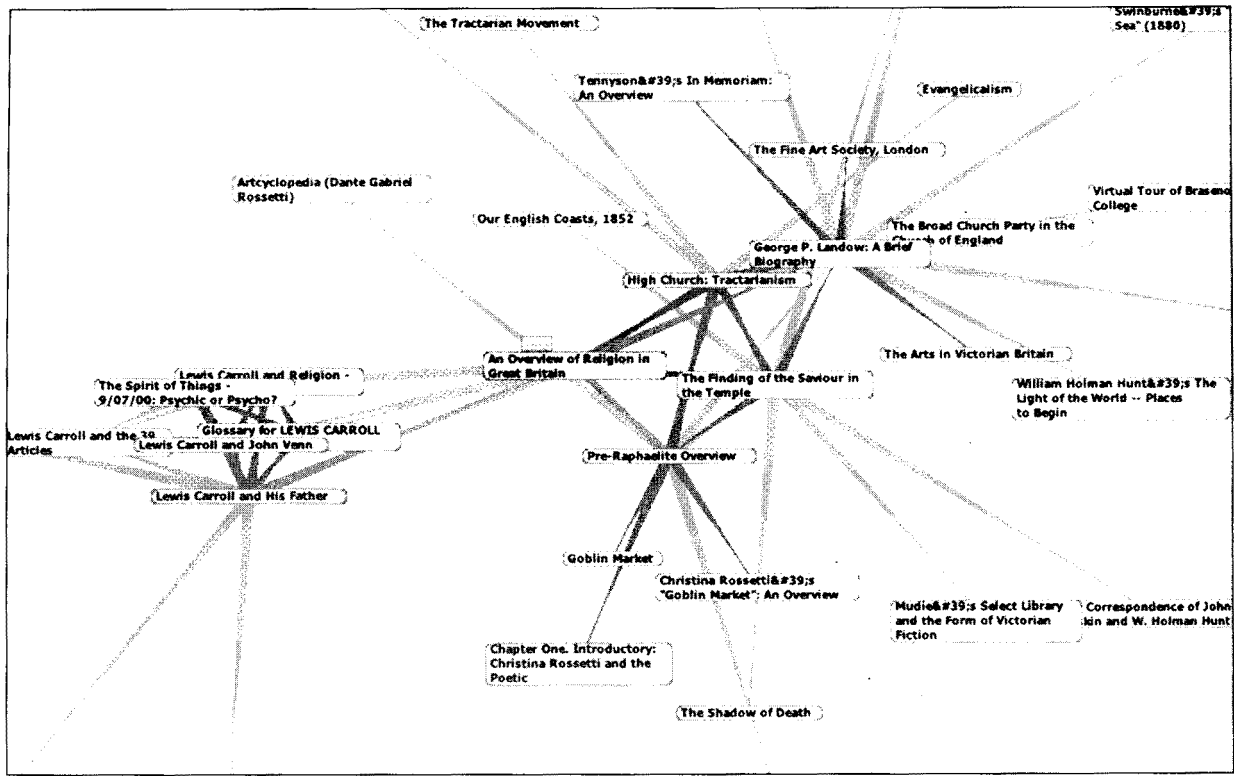 Swinburne&#39;s
Sea" (1880)
The Tractarian Movement
Tennyson&#39;s In Memoriam:
An Overview
Evangelicalism
The Fine Art Society, London
Artcyclopedia (Dante Gabriel
Rossetti)
Virtual Tour of Braseno
College
Our English Coasts, 1852
The Broad Church Party in the
Church of England
George P. Landow: A Brief
Biography
High Church: Tractarianism
The Arts in Victorian Britain
An Overview of Religion in
Great Britain
The Finding of the Saviour in
the Temple
William Holman Hunt&#39;s The
Light of the World -- Places
to Begin
Lewis Carroll and Religion -
The Spirit of Things -
9/07/00: Psychic or Psycho?
Glossary for LEWIS CARROLL
Lewis Carroll and the 39
Articles
Lewis Carroll and John Venn
Pre-Raphaelite Overview
Lewis Carroll and His Father
Goblin Market
Christina Rossetti&#39;s
"Goblin Market": An Overview
Mudie&#39;s Select Library
and the Form of Victorian
Fiction
Correspondence of John
kin and W. Holman Hunt
Chapter One. Introductory:
Christina Rossetti and the
Poetic
The Shadow of Death